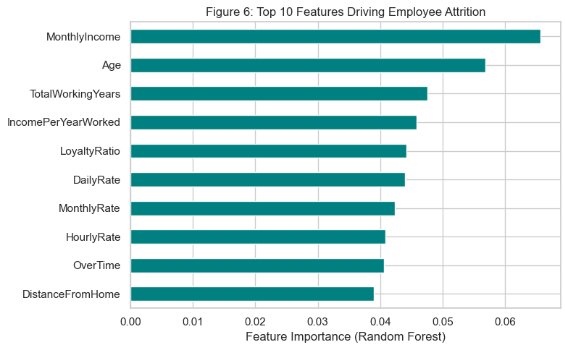 Figure 6: Top 10 Features Driving Employee Attrition
MonthlyIncome
Age
TotalWorkingYears
IncomePerYearWorked
LoyaltyRatio
DailyRate
MonthlyRate
HourlyRate
OverTime
DistanceFromHome
0.00 0.01 0.02 0.03 0.04 0.05 0.06
Feature Importance (Random Forest)